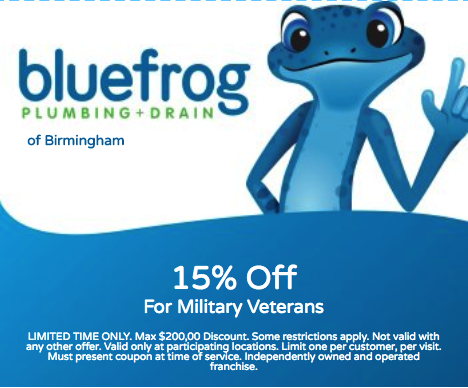 bluefrog
PLUMBING+DRAIN
of Birmingham
15% Off
For Military Veterans
LIMITED TIME ONLY. Max $200,00 Discount. Some restrictions apply. Not valid with
any other offer. Valid only at participating locations. Limit one per customer, per visit.
Must present coupon at time of service. Independently owned and operated
franchise.